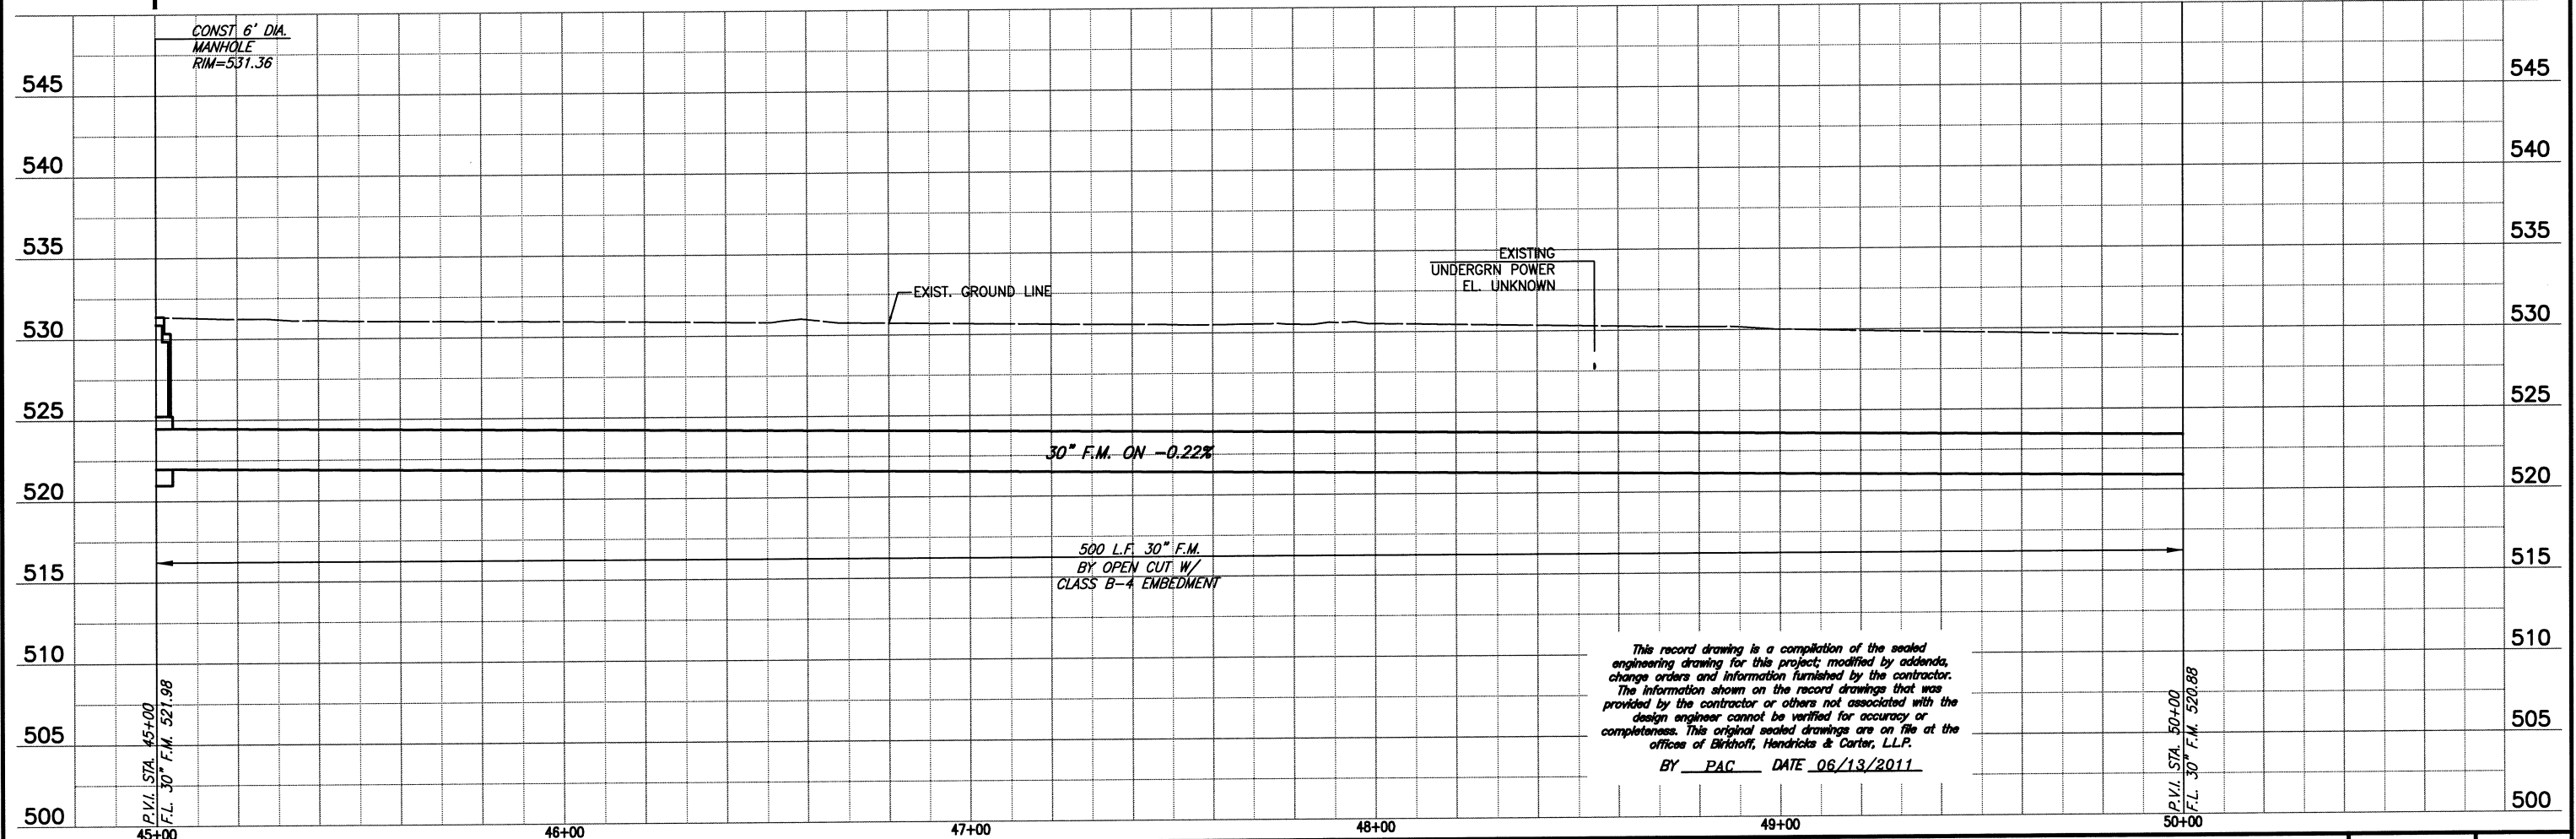 CONST 6' DIA.
MANHOLE
RIM=531.36
545
545
540
540
535
535
EXISTING
UNDERGRN POWER
EL. UNKNOWN
EXIST. GROUND LINE
530
530
525
525
30" F.M. ON -0.22%
520
520
500 L.F. 30" F.M.
BY OPEN CUT W/
CLASS B-4 EMBEDMENT
515
515
510
510
This record drawing is a compilation of the sealed
engineering drawing for this project; modified by addenda,
change orders and information furnished by the contractor.
The information shown on the record drawings that was
provided by the contractor or others not associated with the
design engineer cannot be verified for accuracy or
completeness. This original sealed drawings are on file at the
offices of Birkhoff, Hendricks & Carter, L.L.P.
BY PAC DATE 06/13/2011
P.V.I. STA. 45+00
F.L. 30" F.M. 521.98
P.V.I. STA. 50+00
F.L. 30" F.M. 520.88
505
505
500
500
45+00
46+00
47+00
48+00
49+00
50+00